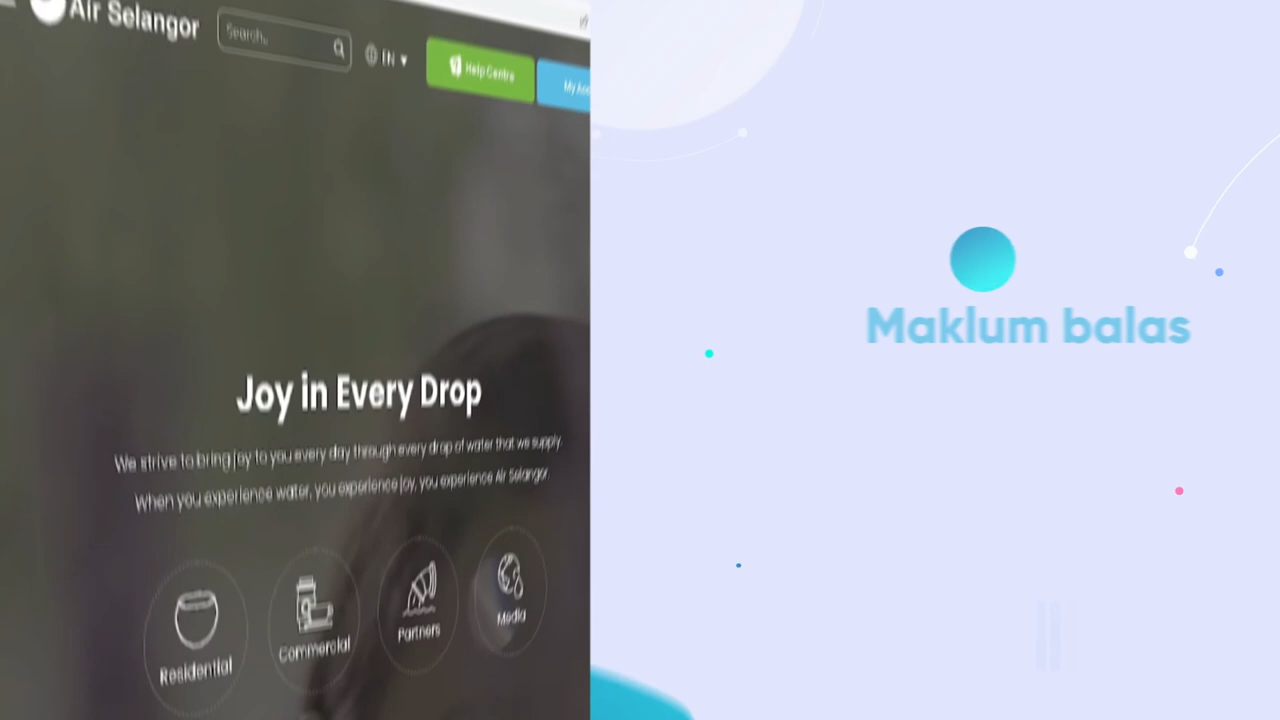 Air Selangor
Search..
EN
Help Centre
My
Joy in Every Drop
We strive to bring joy to you every day through every drop of water that we supply.
When you experience water, you experience joy, you experience Air Selangor.
Residential
Commercial
Partners
Media
Maklum balas